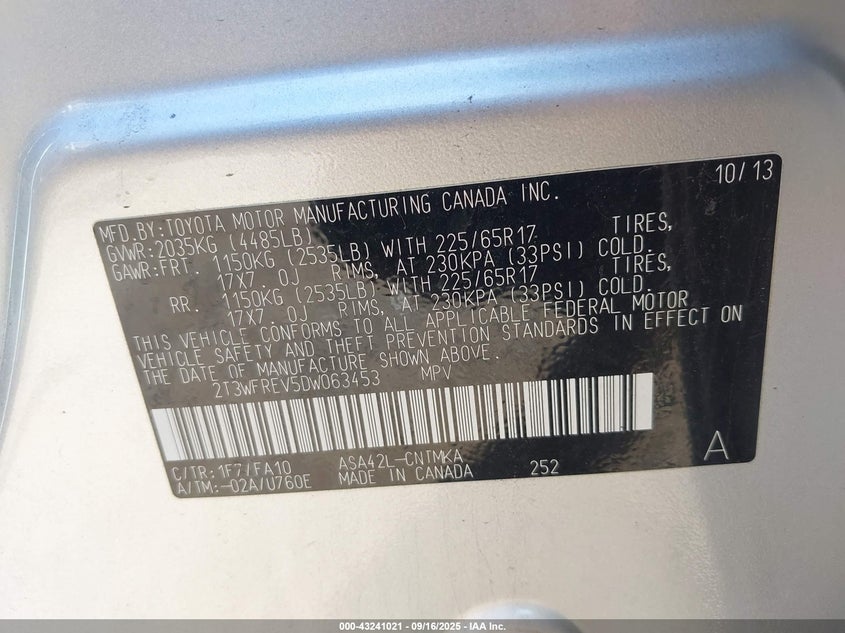 10/13
MFD.BY:TOYOTA MOTOR MANUFACTURING CANADA INC.
GVWR:2035KG (4485LB)
GAWR:FRT. 1150KG (2535LB) WITH 225/65R17 TIRES,
17X7.0J RIMS, AT 230KPA (33PSI) COLD.
RR. 1150KG (2535LB) WITH 225/65R17 TIRES,
17X7.0J RIMS, AT 230KPA (33PSI) COLD.
THIS VEHICLE CONFORMS TO ALL APPLICABLE FEDERAL MOTOR
VEHICLE SAFETY AND THEFT PREVENTION STANDARDS IN EFFECT ON
THE DATE OF MANUFACTURE SHOWN ABOVE.
2T3WFREV5DW063453 MPV
C/TR:1F7/FA10 ASA42L-CNTMKA 252 A
A/TM:-02A/U760E MADE IN CANADA
000-43241021 - 09/16/2025 - IAA Inc.